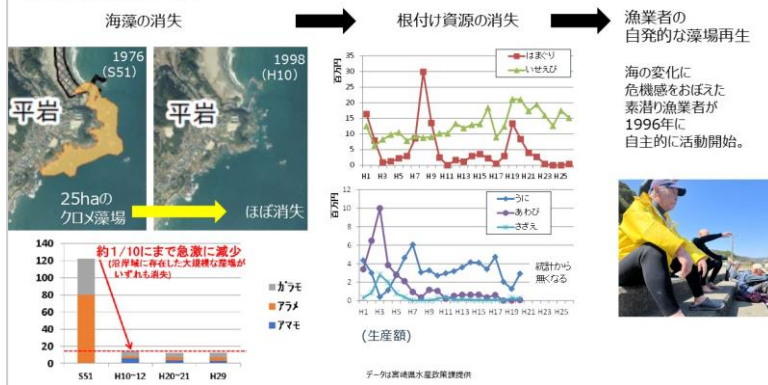 海藻の消失
根付け資源の消失
漁業者の
自発的な藻場再生
1976
(S51)
平岩
25haの
クロメ藻場
1998
(H10)
平岩
ほぼ消失
約1/10にまで急激に減少
(沿岸域に存在した大規模な藻場が
いずれも消失)
140
120
100
80
60
40
20
0
S51 H10~12 H20~21 H29
ガラモ
アラメ
アマモ
百万円
35
30
25
20
15
10
5
0
H1 H3 H5 H7 H9 H11 H13 H15 H17 H19 H21 H23 H25
はまぐり
いせえび
百万円
12
10
8
6
4
2
0
H1 H3 H5 H7 H9 H11 H13 H15 H17 H19 H21 H23 H25
うに
あわび
さざえ
統計から
無くなる
(生産額)
データは宮崎県水産政策課提供
海の変化に
危機感をおぼえた
素潜り漁業者が
1996年に
自主的に活動開始。